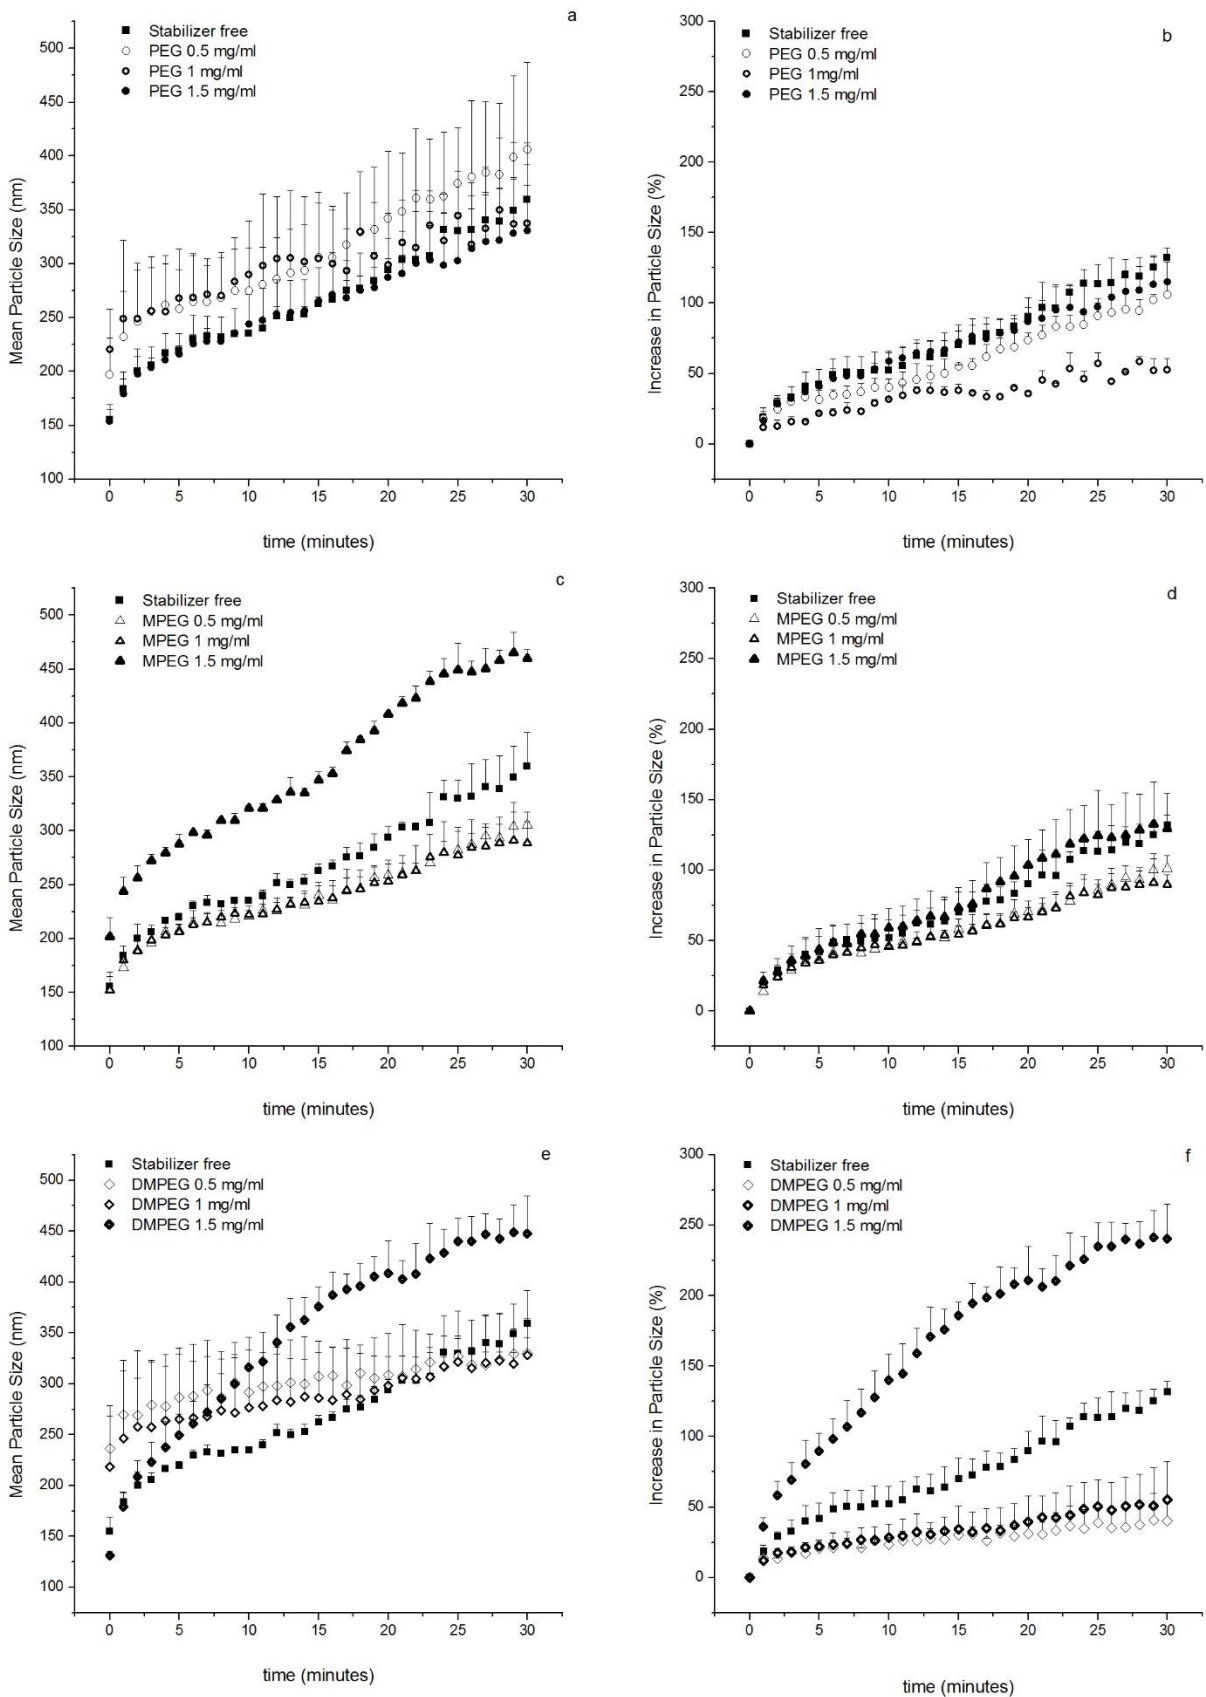 a
Stabilizer free
PEG 0.5 mg/ml
PEG 1 mg/ml
PEG 1.5 mg/ml
500
450
400
350
300
250
200
150
100
Mean Particle Size (nm)
0 5 10 15 20 25 30
time (minutes)
b
Stabilizer free
PEG 0.5 mg/ml
PEG 1mg/ml
PEG 1.5 mg/ml
300
250
200
150
100
50
0
Increase in Particle Size (%)
0 5 10 15 20 25 30
time (minutes)
c
Stabilizer free
MPEG 0.5 mg/ml
MPEG 1 mg/ml
MPEG 1.5 mg/ml
500
450
400
350
300
250
200
150
100
Mean Particle Size (nm)
0 5 10 15 20 25 30
time (minutes)
d
Stabilizer free
MPEG 0.5 mg/ml
MPEG 1 mg/ml
MPEG 1.5 mg/ml
300
250
200
150
100
50
0
Increase in Particle Size (%)
0 5 10 15 20 25 30
time (minutes)
e
Stabilizer free
DMPEG 0.5 mg/ml
DMPEG 1 mg/ml
DMPEG 1.5 mg/ml
500
450
400
350
300
250
200
150
100
Mean Particle Size (nm)
0 5 10 15 20 25 30
time (minutes)
f
Stabilizer free
DMPEG 0.5 mg/ml
DMPEG 1 mg/ml
DMPEG 1.5 mg/ml
300
250
200
150
100
50
0
Increase in Particle Size (%)
0 5 10 15 20 25 30
time (minutes)